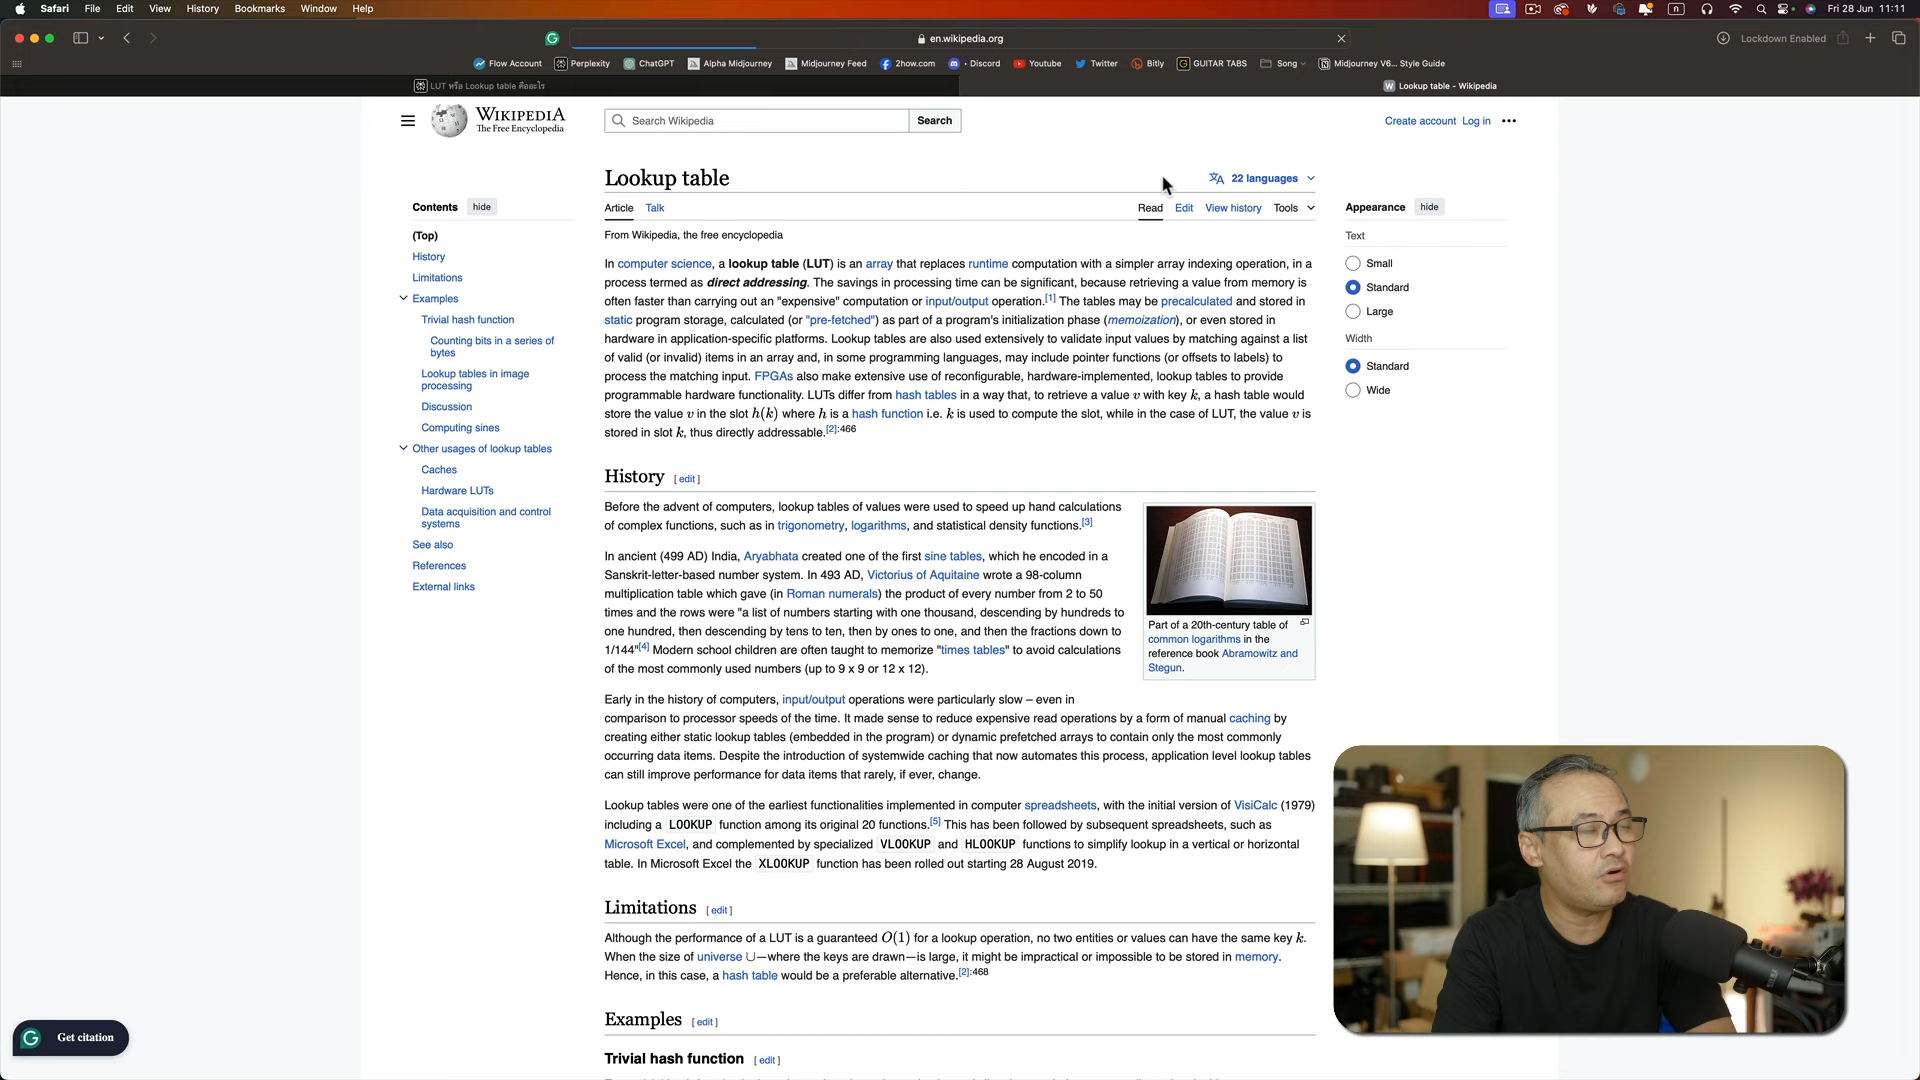 Safari File Edit View History Bookmarks Window Help
Fri 28 Jun 11:11
en.wikipedia.org
Lockdown Enabled
Flow Account Perplexity ChatGPT Alpha Midjourney Midjourney Feed 2how.com - Discord Youtube Twitter Bitly GUITAR TABS Song Midjourney V6... Style Guide
LUT หรือ Lookup table คืออะไร
Lookup table - Wikipedia
WIKIPEDIA
The Free Encyclopedia
Search Wikipedia
Search
Create account Log in
Lookup table
22 languages
Article Talk
Read Edit View history Tools
From Wikipedia, the free encyclopedia
Contents hide
(Top)
History
Limitations
Examples
Trivial hash function
Counting bits in a series of
bytes
Lookup tables in image
processing
Discussion
Computing sines
Other usages of lookup tables
Caches
Hardware LUTs
Data acquisition and control
systems
See also
References
External links
In computer science, a lookup table (LUT) is an array that replaces runtime computation with a simpler array indexing operation, in a
process termed as direct addressing. The savings in processing time can be significant, because retrieving a value from memory is
often faster than carrying out an "expensive" computation or input/output operation.[1] The tables may be precalculated and stored in
static program storage, calculated (or "pre-fetched") as part of a program's initialization phase (memoization), or even stored in
hardware in application-specific platforms. Lookup tables are also used extensively to validate input values by matching against a list
of valid (or invalid) items in an array and, in some programming languages, may include pointer functions (or offsets to labels) to
process the matching input. FPGAs also make extensive use of reconfigurable, hardware-implemented, lookup tables to provide
programmable hardware functionality. LUTs differ from hash tables in a way that, to retrieve a value v with key k, a hash table would
store the value v in the slot h(k) where h is a hash function i.e. k is used to compute the slot, while in the case of LUT, the value v is
stored in slot k, thus directly addressable.[2]:466
History [ edit ]
Before the advent of computers, lookup tables of values were used to speed up hand calculations
of complex functions, such as in trigonometry, logarithms, and statistical density functions.[3]
In ancient (499 AD) India, Aryabhata created one of the first sine tables, which he encoded in a
Sanskrit-letter-based number system. In 493 AD, Victorius of Aquitaine wrote a 98-column
multiplication table which gave (in Roman numerals) the product of every number from 2 to 50
times and the rows were "a list of numbers starting with one thousand, descending by hundreds to
one hundred, then descending by tens to ten, then by ones to one, and then the fractions down to
1/144"[4] Modern school children are often taught to memorize "times tables" to avoid calculations
of the most commonly used numbers (up to 9 x 9 or 12 x 12).
Part of a 20th-century table of
common logarithms in the
reference book Abramowitz and
Stegun.
Early in the history of computers, input/output operations were particularly slow – even in
comparison to processor speeds of the time. It made sense to reduce expensive read operations by a form of manual caching by
creating either static lookup tables (embedded in the program) or dynamic prefetched arrays to contain only the most commonly
occurring data items. Despite the introduction of systemwide caching that now automates this process, application level lookup tables
can still improve performance for data items that rarely, if ever, change.
Lookup tables were one of the earliest functionalities implemented in computer spreadsheets, with the initial version of VisiCalc (1979)
including a LOOKUP function among its original 20 functions.[5] This has been followed by subsequent spreadsheets, such as
Microsoft Excel, and complemented by specialized VLOOKUP and HLOOKUP functions to simplify lookup in a vertical or horizontal
table. In Microsoft Excel the XLOOKUP function has been rolled out starting 28 August 2019.
Limitations [ edit ]
Although the performance of a LUT is a guaranteed O(1) for a lookup operation, no two entities or values can have the same key k.
When the size of universe ∪—where the keys are drawn—is large, it might be impractical or impossible to be stored in memory.
Hence, in this case, a hash table would be a preferable alternative.[2]:468
Examples [ edit ]
Trivial hash function [ edit ]
Appearance hide
Text
Small
Standard
Large
Width
Standard
Wide
Get citation